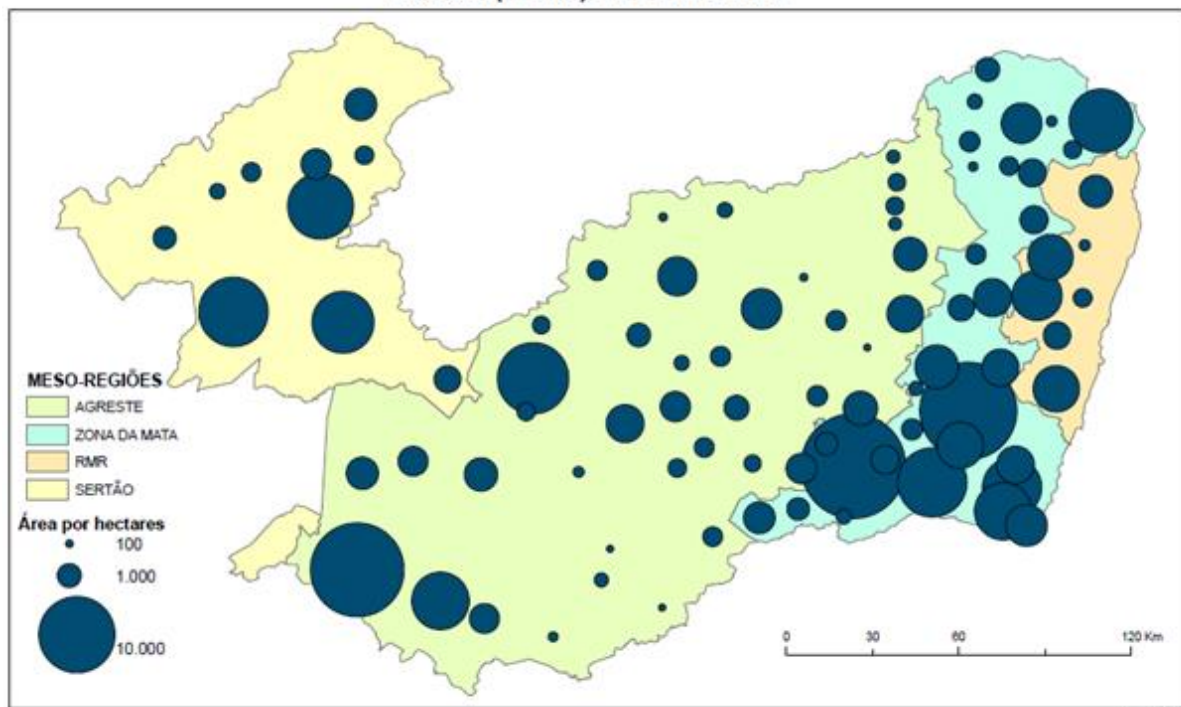 MESO-REGIÕES
AGRESTE
ZONA DA MATA
RMR
SERTÃO
Área por hectares
100
1.000
10.000
0 30 60 120 Km